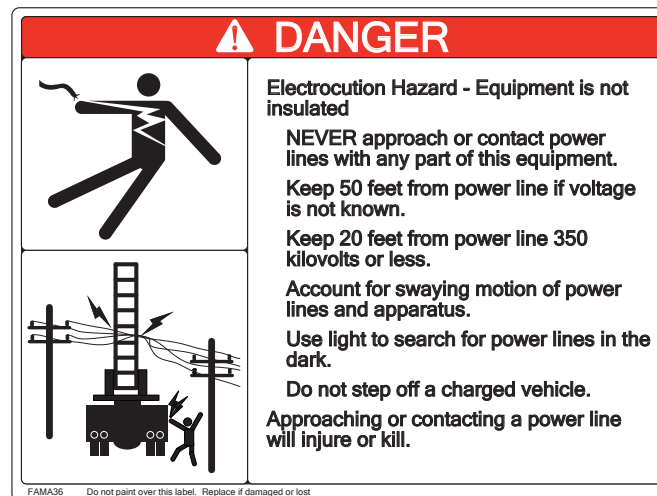 DANGER
Electrocution Hazard - Equipment is not
insulated
NEVER approach or contact power
lines with any part of this equipment.
Keep 50 feet from power line if voltage
is not known.
Keep 20 feet from power line 350
kilovolts or less.
Account for swaying motion of power
lines and apparatus.
Use light to search for power lines in the
dark.
Do not step off a charged vehicle.
Approaching or contacting a power line
will injure or kill.
FAMA36 Do not paint over this label. Replace if damaged or lost